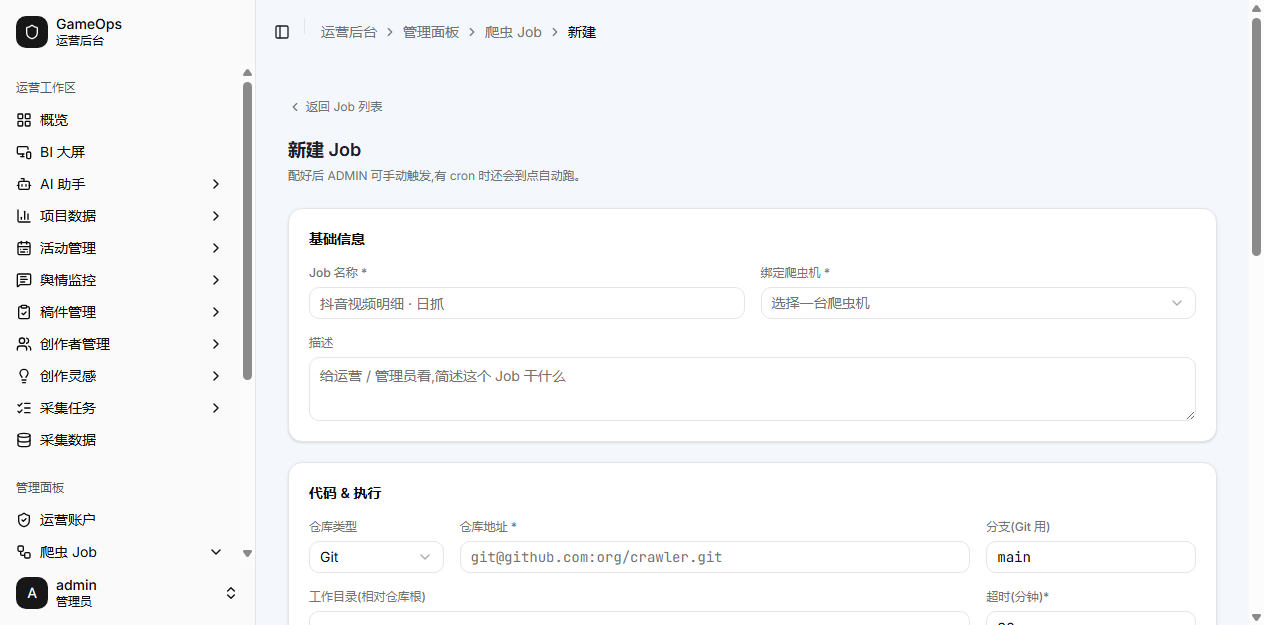 GameOps
运营后台
运营工作区
概览
BI 大屏
AI 助手
项目数据
活动管理
舆情监控
稿件管理
创作者管理
创作灵感
采集任务
采集数据
管理面板
运营账户
爬虫 Job
A
admin
管理员
运营后台 > 管理面板 > 爬虫 Job > 新建
返回 Job 列表
新建 Job
配好后 ADMIN 可手动触发,有 cron 时还会到点自动跑。
基础信息
Job 名称 *
绑定爬虫机 *
抖音视频明细 · 日抓
选择一台爬虫机
描述
给运营 / 管理员看,简述这个 Job 干什么
代码 & 执行
仓库类型
仓库地址 *
分支(Git 用)
Git
git@github.com:org/crawler.git
main
工作目录(相对仓库根)
超时(分钟)*